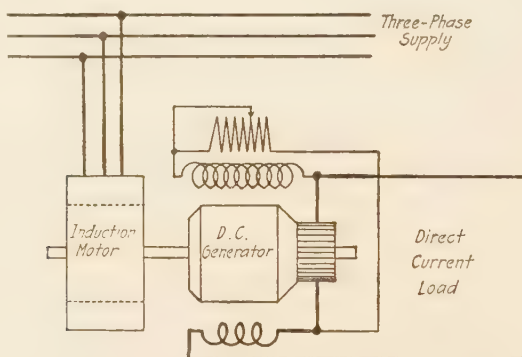 Three-Phase
Supply
Induction
Motor
D.C.
Generator
Direct
Current
Load